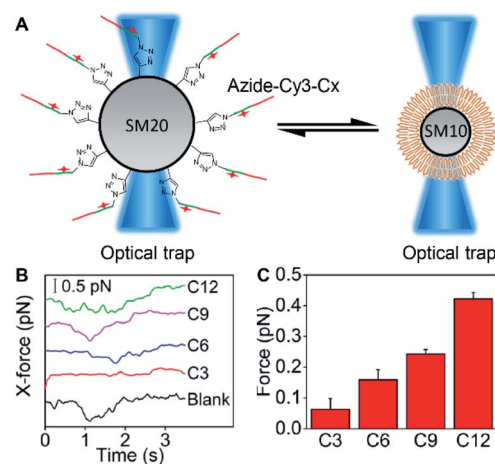 A
Azide-Cy3-Cx
SM20
SM10
Optical trap
Optical trap
B
0.5 pN
C12
C9
C6
C3
Blank
X-force (pN)
0 1 2 3
Time (s)
C
0.5
0.4
0.3
0.2
0.1
0.0
Force (pN)
C3 C6 C9 C12